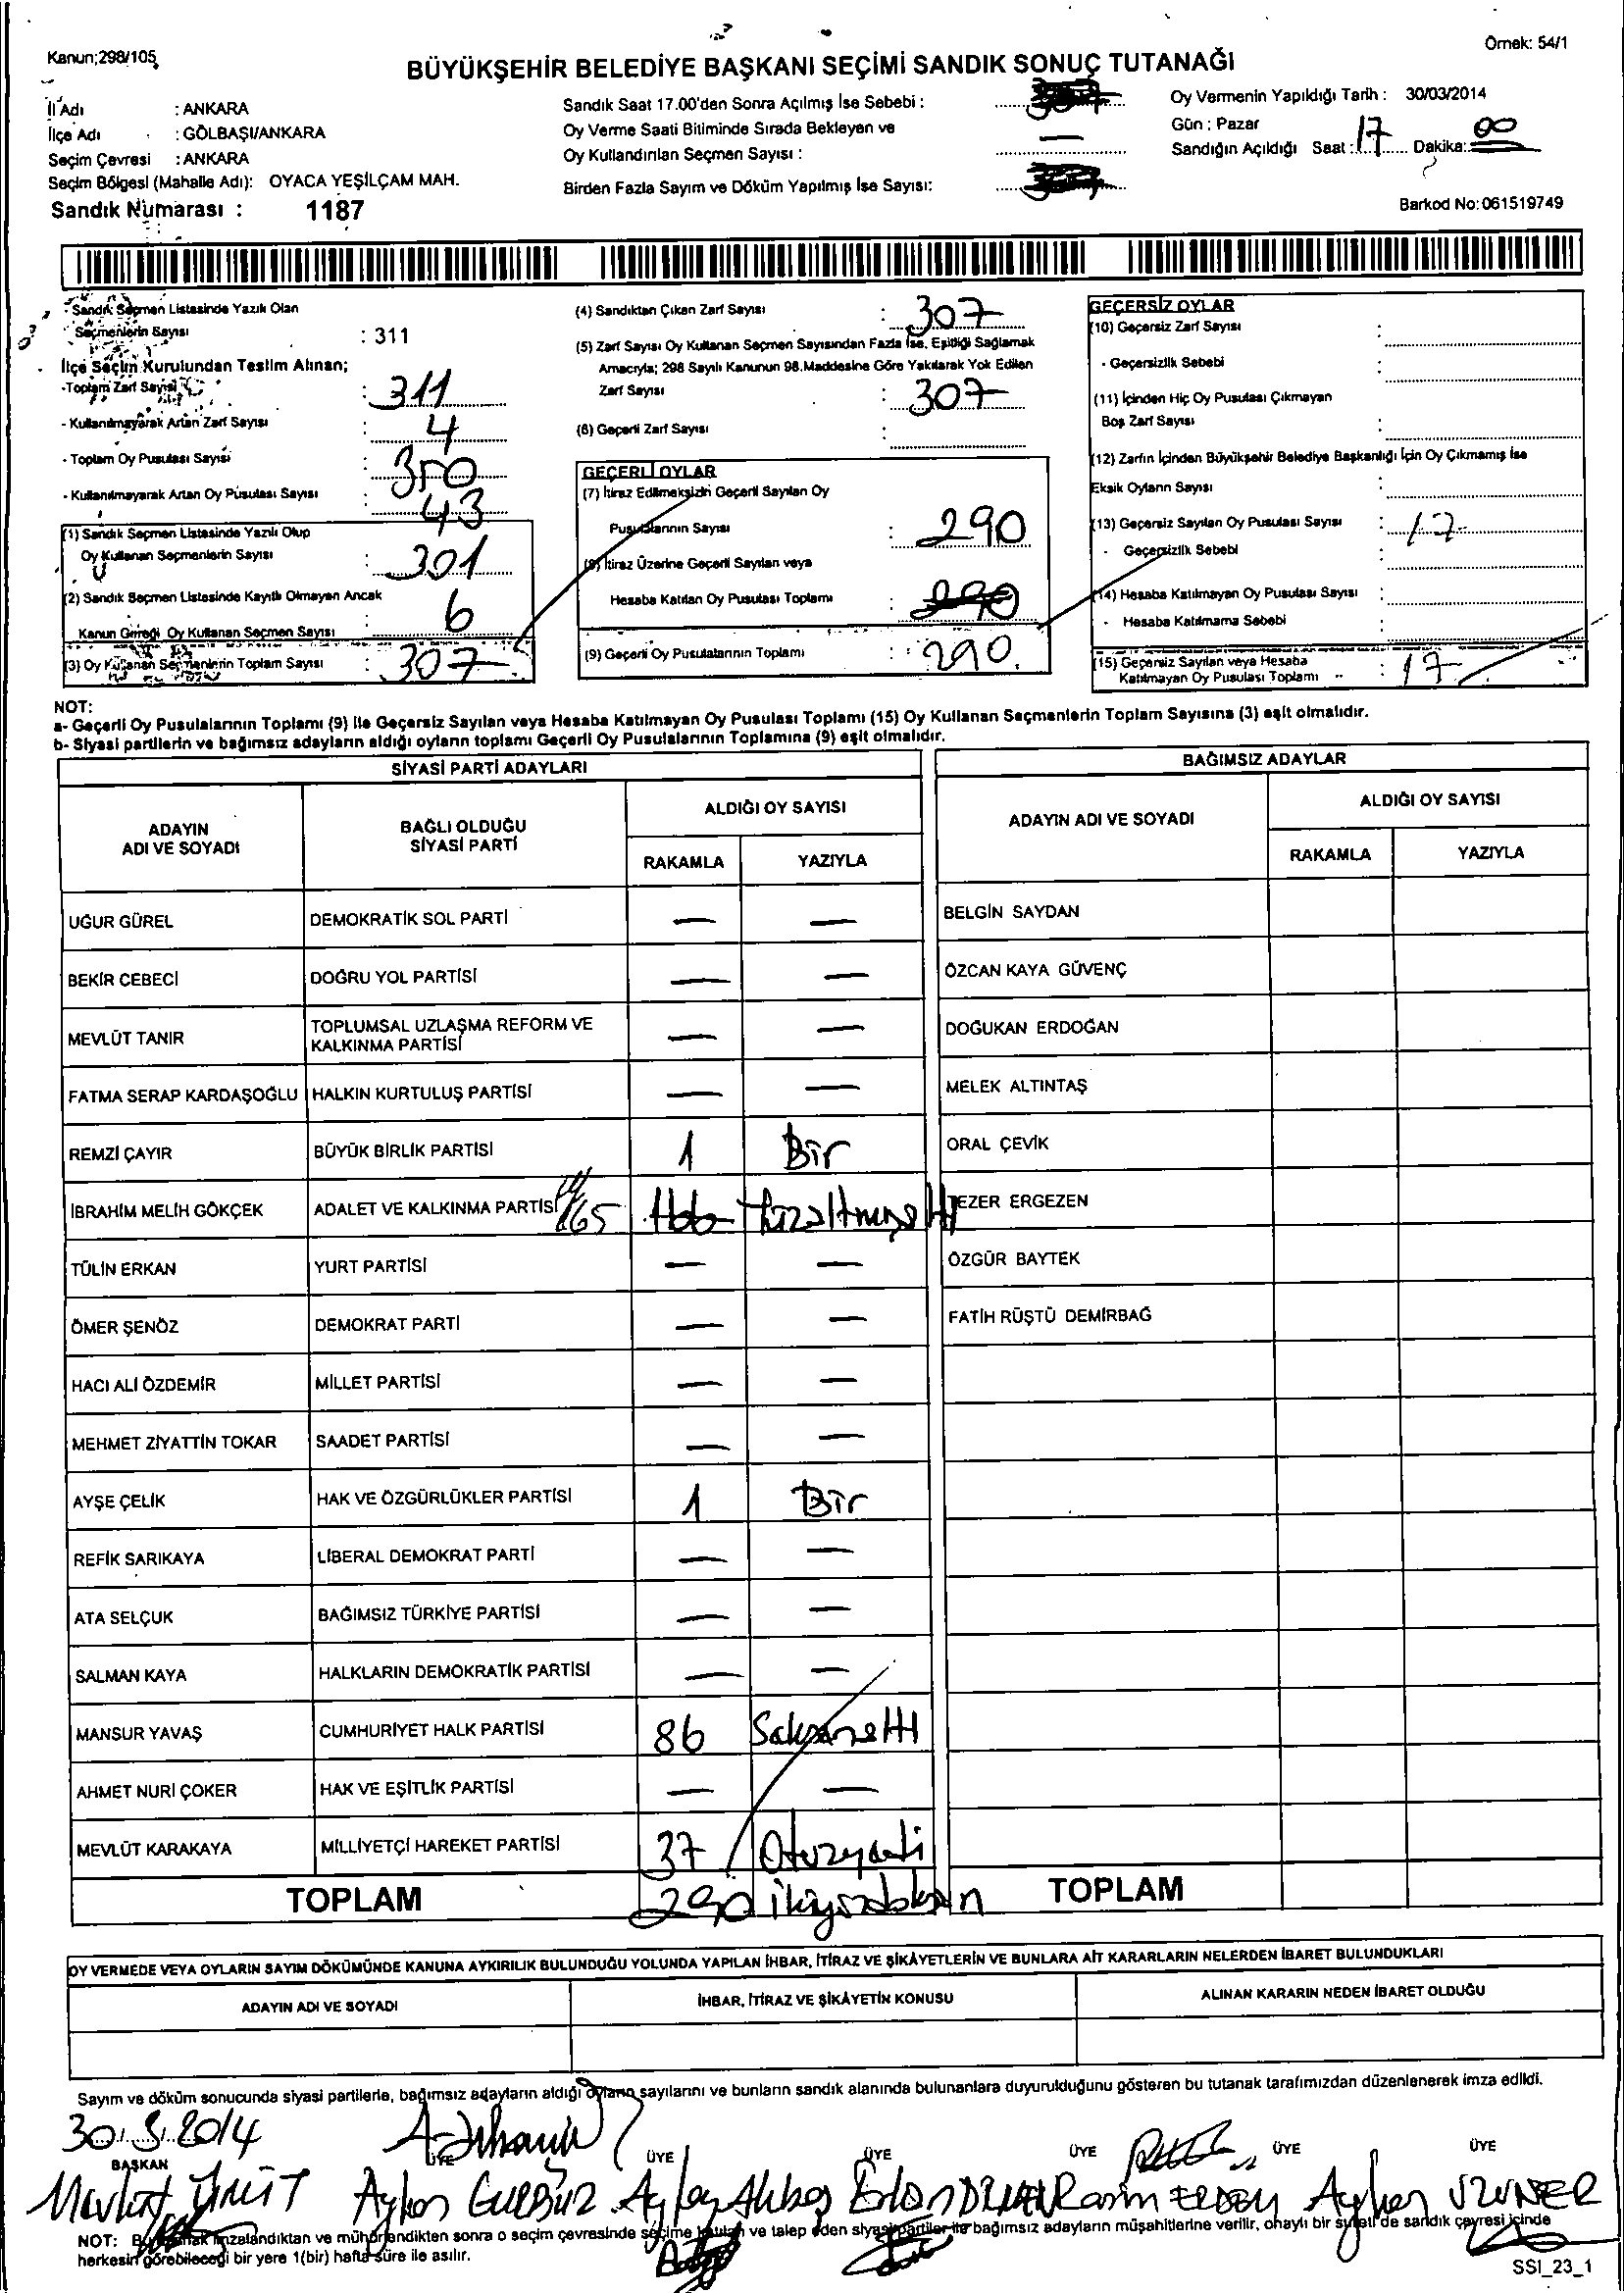 Kanun;298/105
Örnek: 54/1
BÜYÜKŞEHİR BELEDİYE BAŞKANI SEÇİMİ SANDIK SONUÇ TUTANAĞI
İl Adı : ANKARA
İlçe Adı : GÖLBAŞI/ANKARA
Seçim Çevresi : ANKARA
Seçim Bölgesi (Mahalle Adı): OYACA YEŞİLÇAM MAH.
Sandık Numarası : 1187
Sandık Saat 17.00'den Sonra Açılmış İse Sebebi :
Oy Verme Saati Bitiminde Sırada Bekleyen ve
Oy Kullandırılan Seçmen Sayısı : —
Birden Fazla Sayım ve Döküm Yapılmış İse Sayısı:
Oy Vermenin Yapıldığı Tarih : 30/03/2014
Gün : Pazar
Sandığın Açıldığı Saat : 17 Dakika: 00
Barkod No: 061519749
Sandık Seçmen Listesinde Yazılı Olan
Seçmenlerin Sayısı : 311
İlçe Seçim Kurulundan Teslim Alınan;
-Toplam Zarf Sayısı : 311
- Kullanılmayarak Artan Zarf Sayısı : 4
- Toplam Oy Pusulası Sayısı : 350
- Kullanılmayarak Artan Oy Pusulası Sayısı : 43
(1) Sandık Seçmen Listesinde Yazılı Olup
Oy Kullanan Seçmenlerin Sayısı : 301
(2) Sandık Seçmen Listesinde Kayıtlı Olmayan Ancak
Kanun Gereği Oy Kullanan Seçmen Sayısı : 6
(3) Oy Kullanan Seçmenlerin Toplam Sayısı : 307
(4) Sandıktan Çıkan Zarf Sayısı : 307
(5) Zarf Sayısı Oy Kullanan Seçmen Sayısından Fazla İse, Eşitliği Sağlamak
Amacıyla; 298 Sayılı Kanunun 98.Maddesine Göre Yakılarak Yok Edilen
Zarf Sayısı : 307
(6) Geçerli Zarf Sayısı :
GEÇERLİ OYLAR
(7) İtiraz Edilmeksizin Geçerli Sayılan Oy
Pusulalarının Sayısı : 290
(8) İtiraz Üzerine Geçerli Sayılan veya
Hesaba Katılan Oy Pusulası Toplamı : 290
(9) Geçerli Oy Pusulalarının Toplamı : 290
GEÇERSİZ OYLAR
(10) Geçersiz Zarf Sayısı :
- Geçersizlik Sebebi :
(11) İçinden Hiç Oy Pusulası Çıkmayan
Boş Zarf Sayısı :
(12) Zarfın İçinden Büyükşehir Belediye Başkanlığı İçin Oy Çıkmamış İse
Eksik Oyların Sayısı :
(13) Geçersiz Sayılan Oy Pusulası Sayısı : 17
- Geçersizlik Sebebi :
(14) Hesaba Katılmayan Oy Pusulası Sayısı :
- Hesaba Katılmama Sebebi :
(15) Geçersiz Sayılan veya Hesaba
Katılmayan Oy Pusulası Toplamı : 17
NOT:
a- Geçerli Oy Pusulalarının Toplamı (9) ile Geçersiz Sayılan veya Hesaba Katılmayan Oy Pusulası Toplamı (15) Oy Kullanan Seçmenlerin Toplam Sayısına (3) eşit olmalıdır.
b- Siyasi partilerin ve bağımsız adayların aldığı oyların toplamı Geçerli Oy Pusulalarının Toplamına (9) eşit olmalıdır.
SİYASİ PARTİ ADAYLARI
ADAYIN ADI VE SOYADI
BAĞLI OLDUĞU SİYASİ PARTİ
ALDIĞI OY SAYISI
RAKAMLA YAZIYLA
UĞUR GÜREL DEMOKRATİK SOL PARTİ — —
BEKİR CEBECİ DOĞRU YOL PARTİSİ — —
MEVLÜT TANIR TOPLUMSAL UZLAŞMA REFORM VE KALKINMA PARTİSİ — —
FATMA SERAP KARDAŞOĞLU HALKIN KURTULUŞ PARTİSİ — —
REMZİ ÇAYIR BÜYÜK BİRLİK PARTİSİ 1 Bir
İBRAHİM MELİH GÖKÇEK ADALET VE KALKINMA PARTİSİ 165
TÜLİN ERKAN YURT PARTİSİ — —
ÖMER ŞENÖZ DEMOKRAT PARTİ — —
HACI ALİ ÖZDEMİR MİLLET PARTİSİ — —
MEHMET ZİYATTİN TOKAR SAADET PARTİSİ — —
AYŞE ÇELİK HAK VE ÖZGÜRLÜKLER PARTİSİ 1 Bir
REFİK SARIKAYA LİBERAL DEMOKRAT PARTİ — —
ATA SELÇUK BAĞIMSIZ TÜRKİYE PARTİSİ — —
SALMAN KAYA HALKLARIN DEMOKRATİK PARTİSİ — —
MANSUR YAVAŞ CUMHURİYET HALK PARTİSİ 86 Seksenaltı
AHMET NURİ ÇOKER HAK VE EŞİTLİK PARTİSİ — —
MEVLÜT KARAKAYA MİLLİYETÇİ HAREKET PARTİSİ 37 Otuzyedi
TOPLAM 290 ikiyüzdoksan
BAĞIMSIZ ADAYLAR
ADAYIN ADI VE SOYADI
ALDIĞI OY SAYISI
RAKAMLA YAZIYLA
BELGİN SAYDAN
ÖZCAN KAYA GÜVENÇ
DOĞUKAN ERDOĞAN
MELEK ALTINTAŞ
ORAL ÇEVİK
EZER ERGEZEN
ÖZGÜR BAYTEK
FATİH RÜŞTÜ DEMİRBAĞ
TOPLAM
OY VERMEDE VEYA OYLARIN SAYIM DÖKÜMÜNDE KANUNA AYKIRILIK BULUNDUĞU YOLUNDA YAPILAN İHBAR, İTİRAZ VE ŞİKÂYETLERİN VE BUNLARA AİT KARARLARIN NELERDEN İBARET BULUNDUKLARI
ADAYIN ADI VE SOYADI İHBAR, İTİRAZ VE ŞİKÂYETİN KONUSU ALINAN KARARIN NEDEN İBARET OLDUĞU
Sayım ve döküm sonucunda siyasi partilerle, bağımsız adayların aldığı oyların sayılarını ve bunların sandık alanında bulunanlara duyurulduğunu gösteren bu tutanak tarafımızdan düzenlenerek imza edildi.
30.3.2014
BAŞKAN ÜYE ÜYE ÜYE ÜYE ÜYE ÜYE
Mevlüt Aykan GÜRBÜZ Akbaş Ayhan UZUNER
NOT: Bu tutanak imzalandıktan ve mühürlendikten sonra o seçim çevresinde seçime katılan ve talep eden siyasi partiler ile bağımsız adayların müşahitlerine verilir, onaylı bir sureti de sandık çevresi içinde
herkesin görebileceği bir yere 1(bir) hafta süre ile asılır.
SSI_23_1